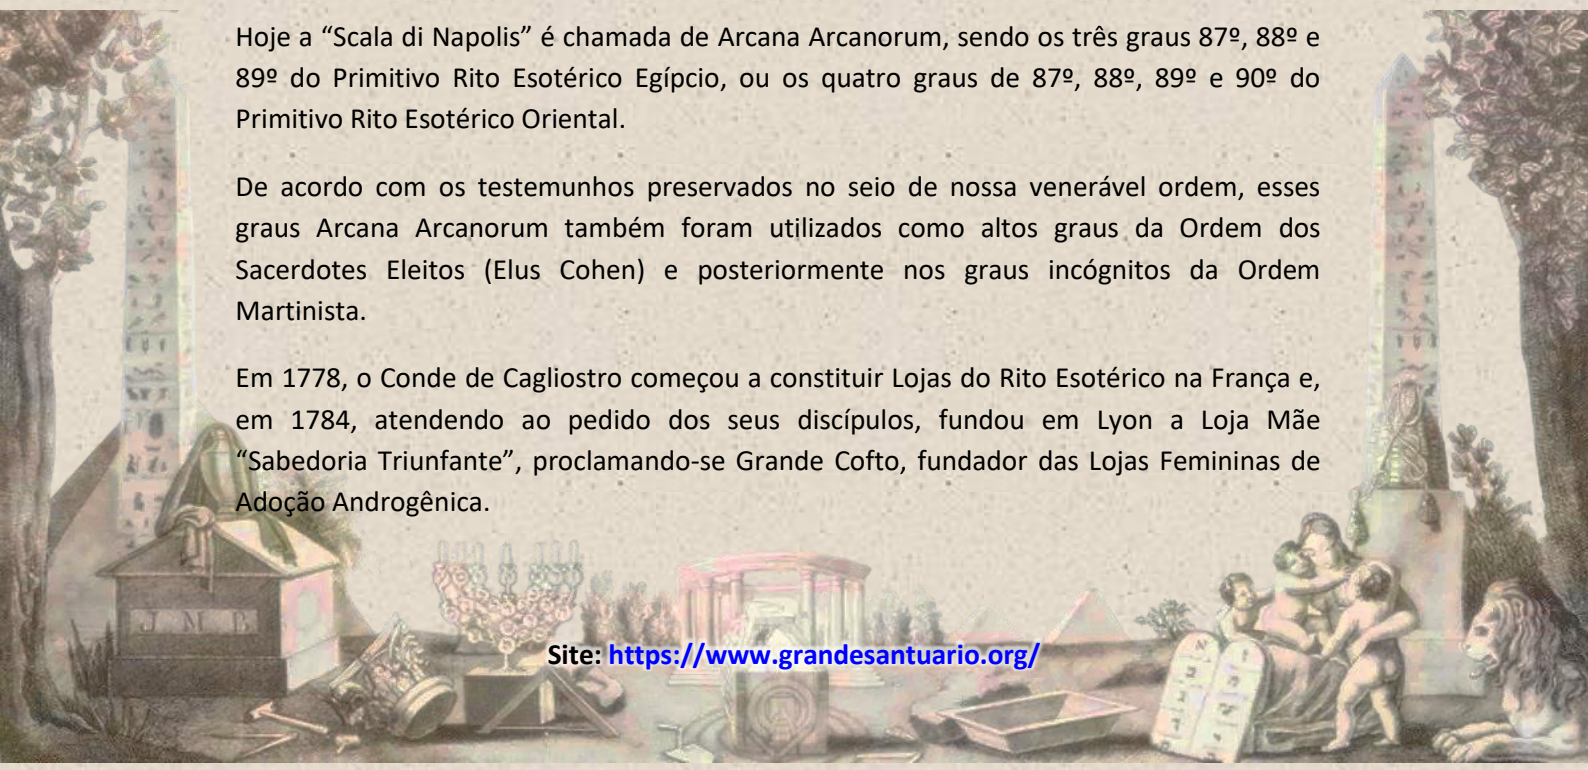 Hoje a “Scala di Napolis” é chamada de Arcana Arcanorum, sendo os três graus 87º, 88º e
89º do Primitivo Rito Esotérico Egípcio, ou os quatro graus de 87º, 88º, 89º e 90º do
Primitivo Rito Esotérico Oriental.
De acordo com os testemunhos preservados no seio de nossa venerável ordem, esses
graus Arcana Arcanorum também foram utilizados como altos graus da Ordem dos
Sacerdotes Eleitos (Elus Cohen) e posteriormente nos graus incógnitos da Ordem
Martinista.
Em 1778, o Conde de Cagliostro começou a constituir Lojas do Rito Esotérico na França e,
em 1784, atendendo ao pedido dos seus discípulos, fundou em Lyon a Loja Mãe
“Sabedoria Triunfante”, proclamando-se Grande Cofto, fundador das Lojas Femininas de
Adoção Androgênica.
Site: https://www.grandesantuario.org/